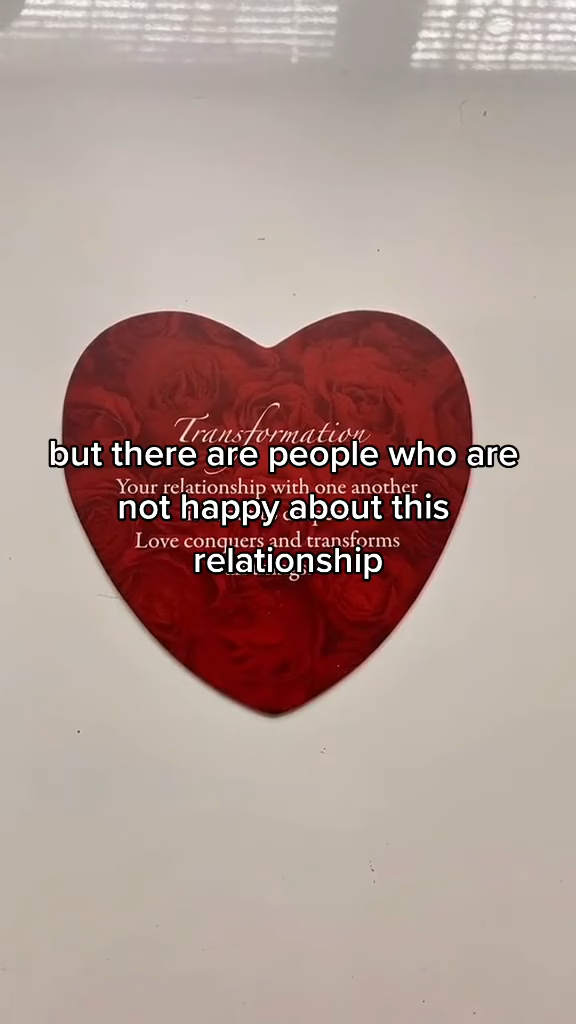 Transformation
but there are people who are
Your relationship with one another
not happy about this
Love conquers and transforms
relationship